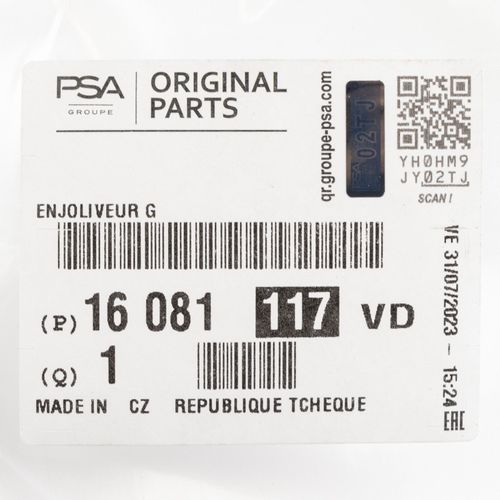 PSA
GROUPE
ORIGINAL
PARTS
qr.groupe-psa.com
PSA 02TJ
YH0HM9
JY02TJ
SCAN!
ENJOLIVEUR G
(P) 16 081 117 VD
(Q) 1
MADE IN CZ REPUBLIQUE TCHEQUE
VE 31/07/2023 - 15:24
EAC